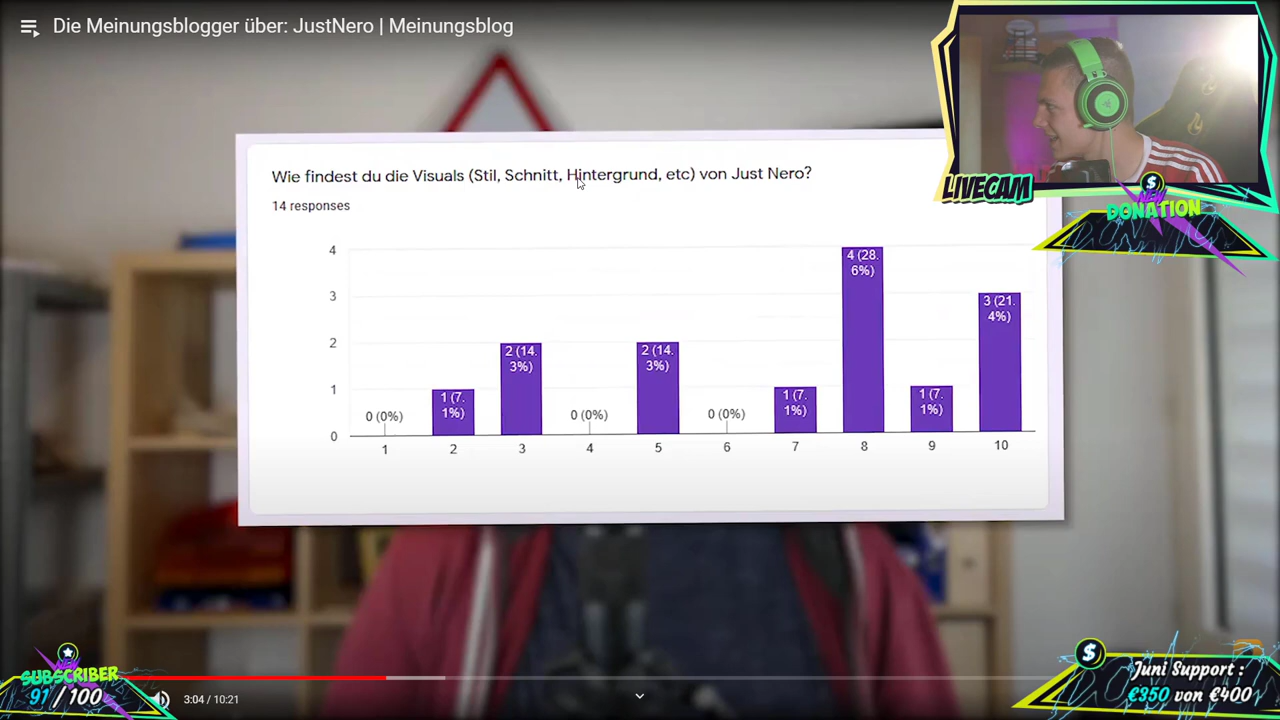 Die Meinungsblogger über: JustNero | Meinungsblog
Wie findest du die Visuals (Stil, Schnitt, Hintergrund, etc) von Just Nero?
14 responses
4
3
2
1
0
0 (0%)
1 (7.
1%)
2 (14.
3%)
0 (0%)
2 (14.
3%)
0 (0%)
1 (7.
1%)
4 (28.
6%)
1 (7.
1%)
3 (21.
4%)
1 2 3 4 5 6 7 8 9 10
LIVECAM
$
NEW
DONATION
NEW
SUBSCRIBER
91 / 100
3:04 / 10:21
$
Juni Support :
€350 von €400